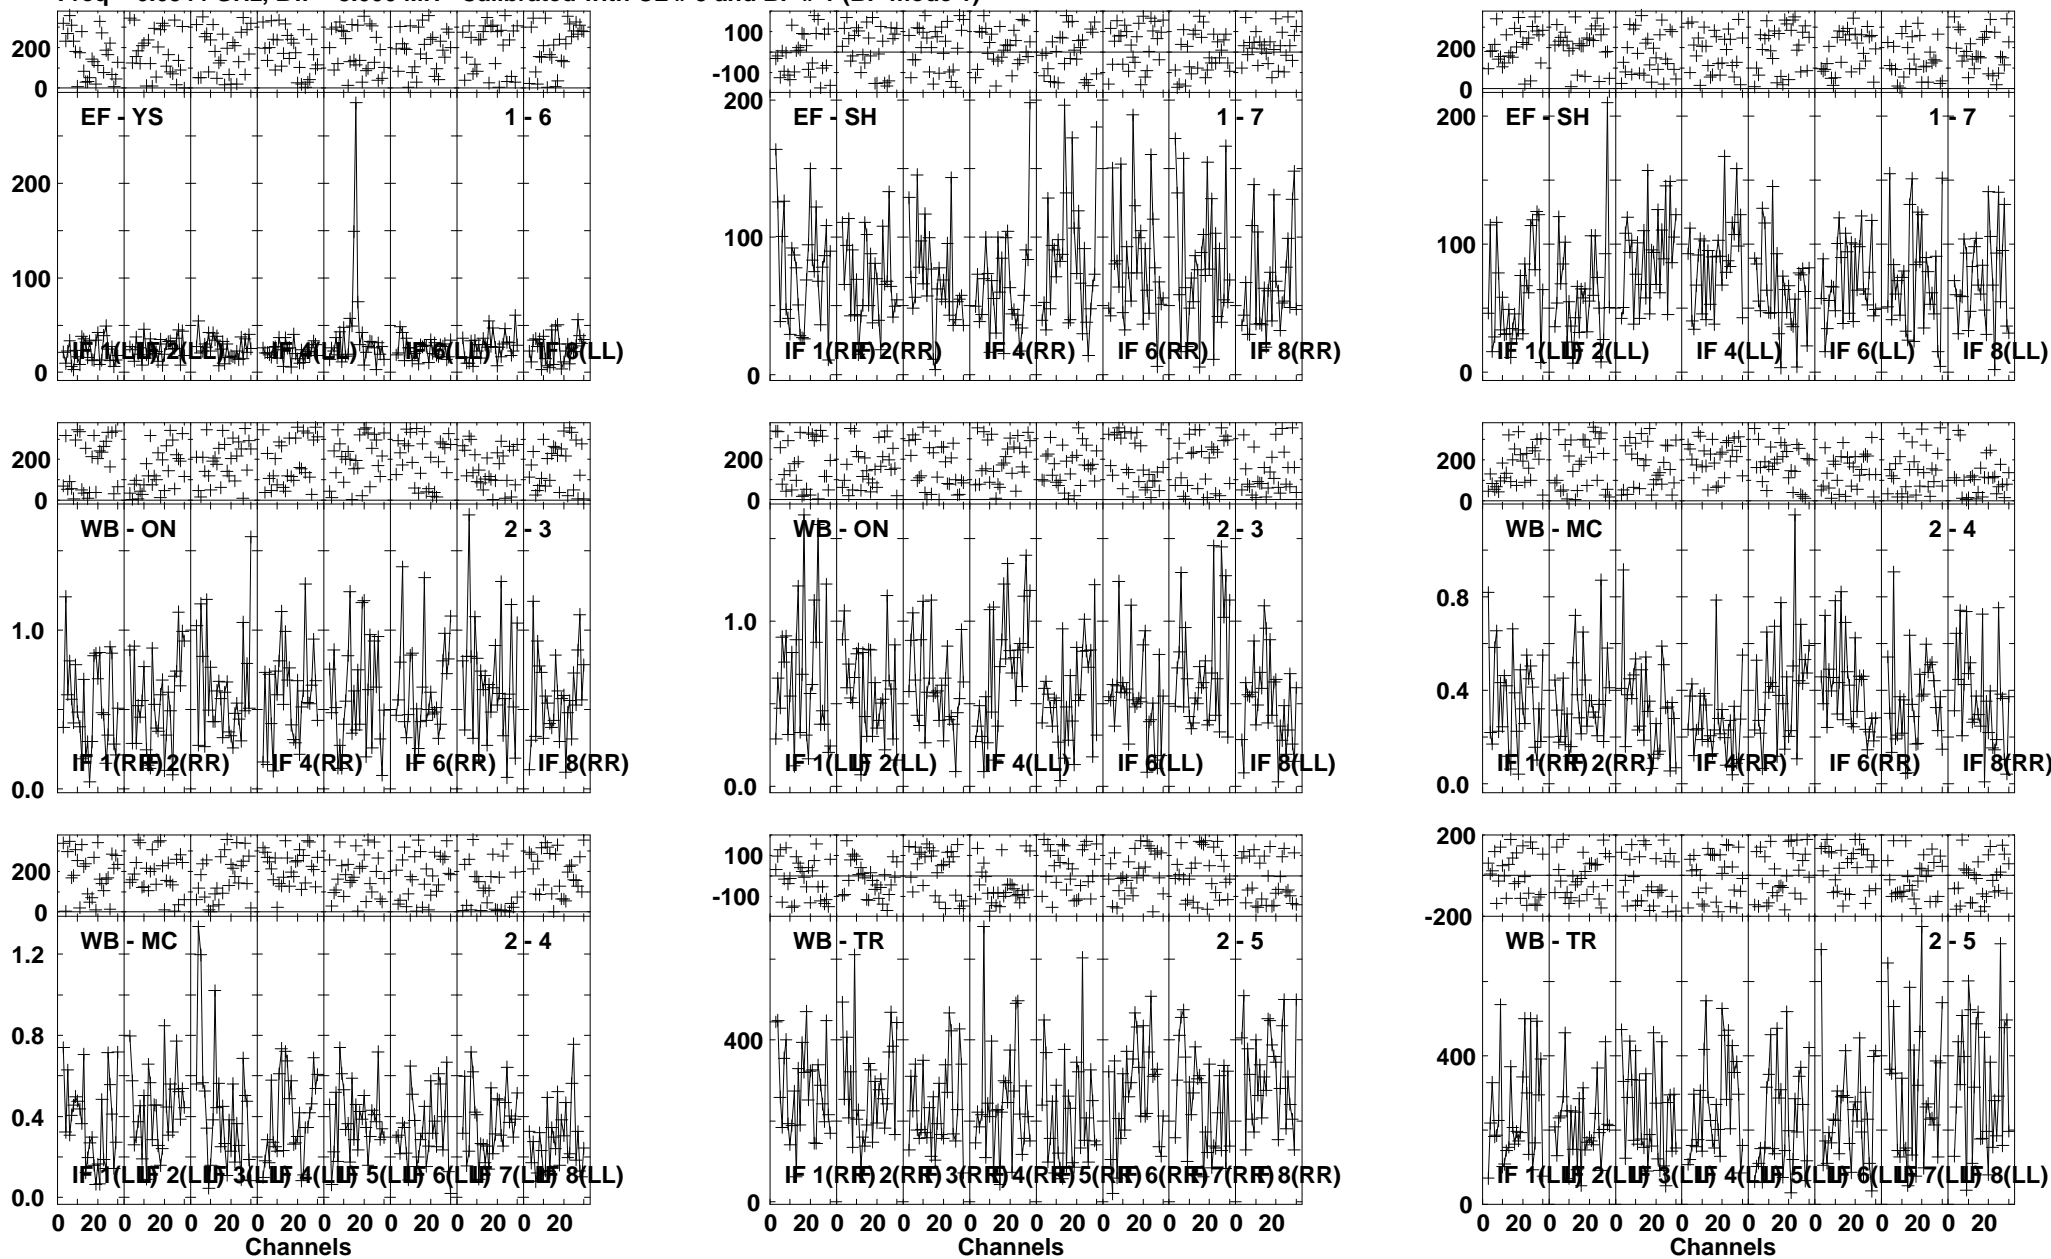 Calibrated with and
200
0
EF - YS 1 - 6
200
100
0
IF 1(LL) IF 2(LL) IF 4(LL) IF 6(LL) IF 8(LL)
100
-100
200
EF - SH 1 - 7
100
0
IF 1(RR) IF 2(RR) IF 4(RR) IF 6(RR) IF 8(RR)
200
0
200
EF - SH 1 - 7
100
0
IF 1(LL) IF 2(LL) IF 4(LL) IF 6(LL) IF 8(LL)
200
0
WB - ON 2 - 3
1.0
0.0
IF 1(RR) IF 2(RR) IF 4(RR) IF 6(RR) IF 8(RR)
200
0
WB - ON 2 - 3
1.0
0.0
IF 1(LL) IF 2(LL) IF 4(LL) IF 6(LL) IF 8(LL)
200
0
WB - MC 2 - 4
0.8
0.4
0.0
IF 1(RR) IF 2(RR) IF 4(RR) IF 6(RR) IF 8(RR)
200
0
WB - MC 2 - 4
1.2
0.8
0.4
0.0
IF 1(LL) IF 2(LL) IF 3(LL) IF 4(LL) IF 5(LL) IF 6(LL) IF 7(LL) IF 8(LL)
0 20 0 20 0 20 0 20 0 20 0 20 0 20 0 20
Channels
100
-100
WB - TR 2 - 5
400
0
IF 1(RR) IF 2(RR) IF 3(RR) IF 4(RR) IF 5(RR) IF 6(RR) IF 7(RR) IF 8(RR)
0 20 0 20 0 20 0 20 0 20 0 20 0 20 0 20
Channels
200
0
-200
WB - TR 2 - 5
400
0
IF 1(LL) IF 2(LL) IF 3(LL) IF 4(LL) IF 5(LL) IF 6(LL) IF 7(LL) IF 8(LL)
0 20 0 20 0 20 0 20 0 20 0 20 0 20 0 20
Channels